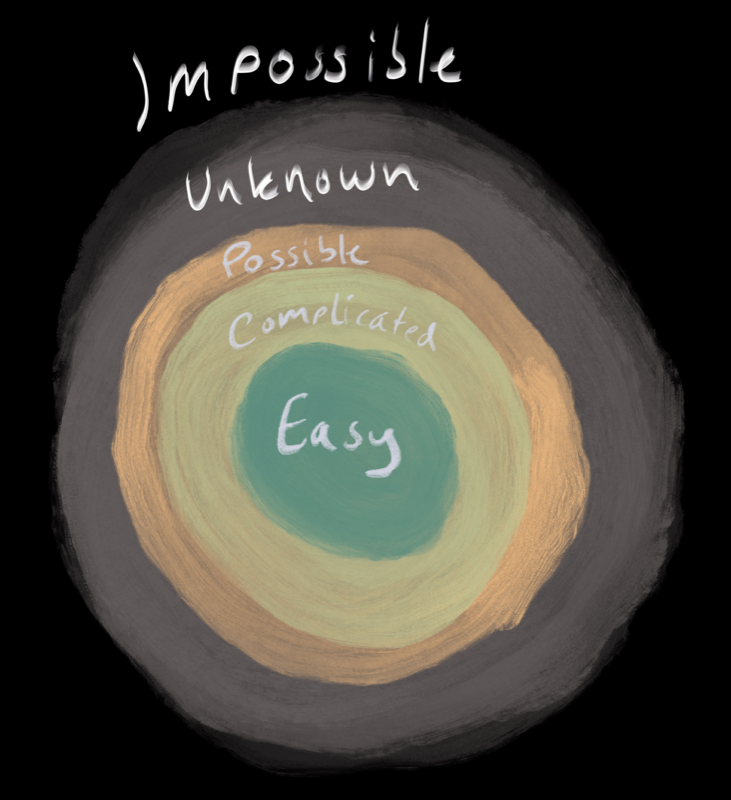 Impossible
Unknown
Possible
Complicated
Easy